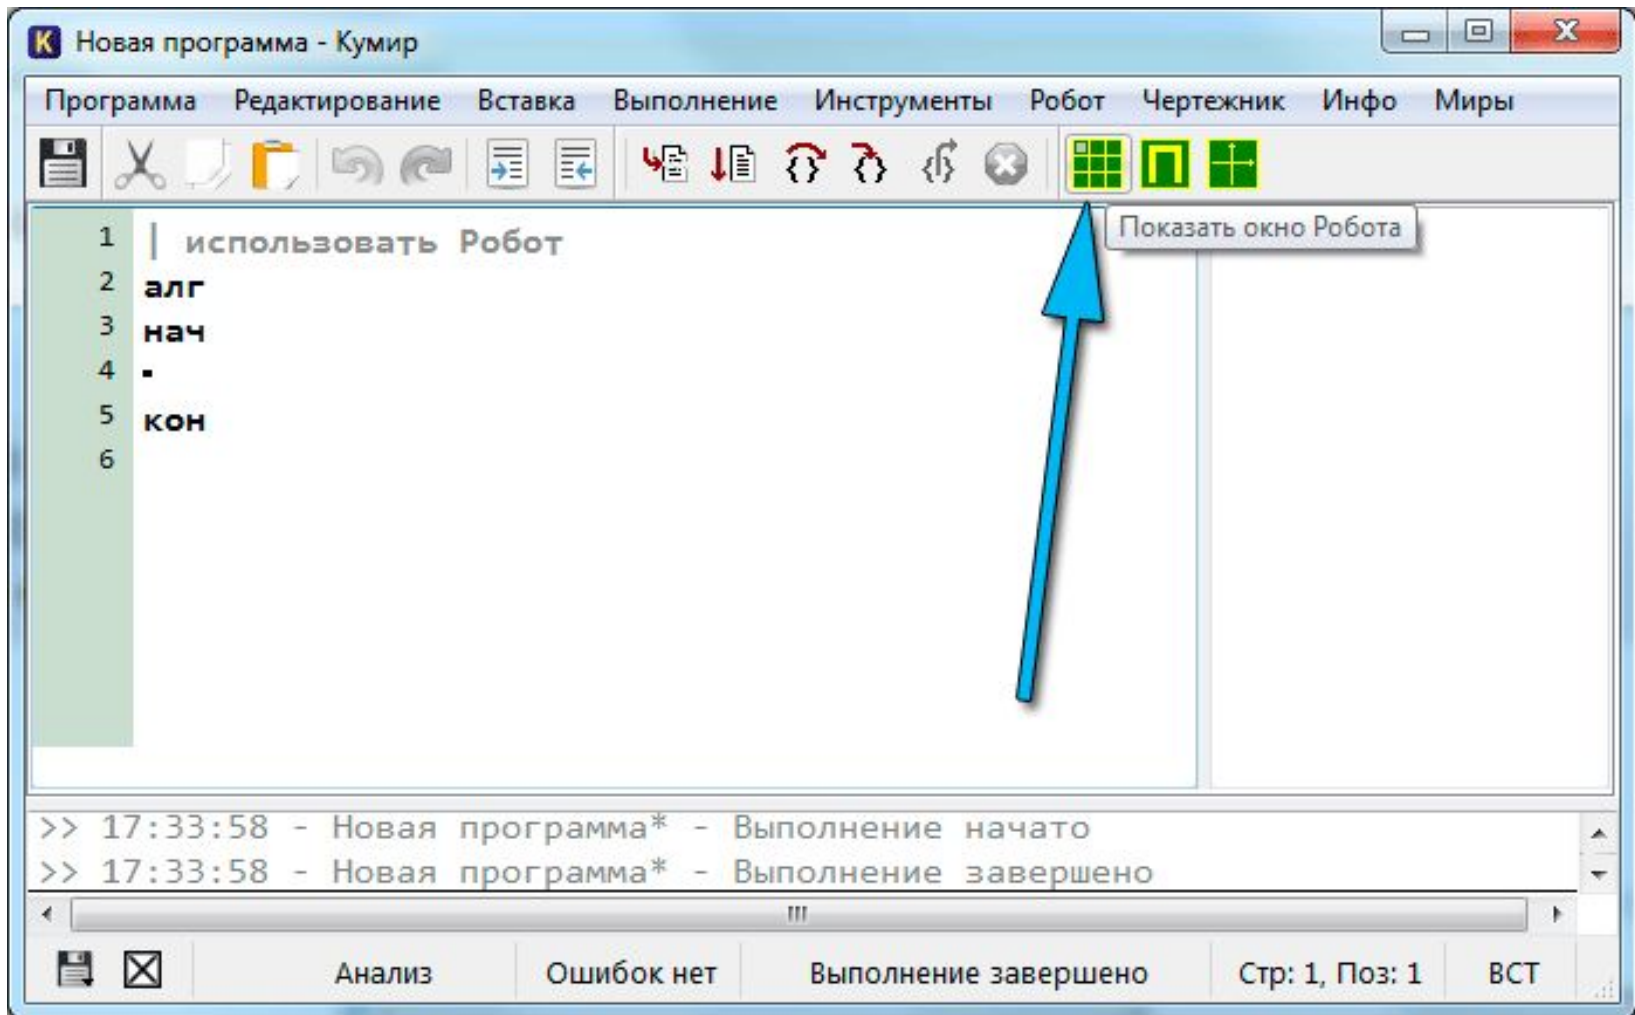 Новая программа - Кумир
Программа Редактирование Вставка Выполнение Инструменты Робот Чертежник Инфо Миры
Показать окно Робота
1 | использовать Робот
2 алг
3 нач
4
5 кон
6
>> 17:33:58 - Новая программа* - Выполнение начато
>> 17:33:58 - Новая программа* - Выполнение завершено
Анализ Ошибок нет Выполнение завершено Стр: 1, Поз: 1 ВСТ